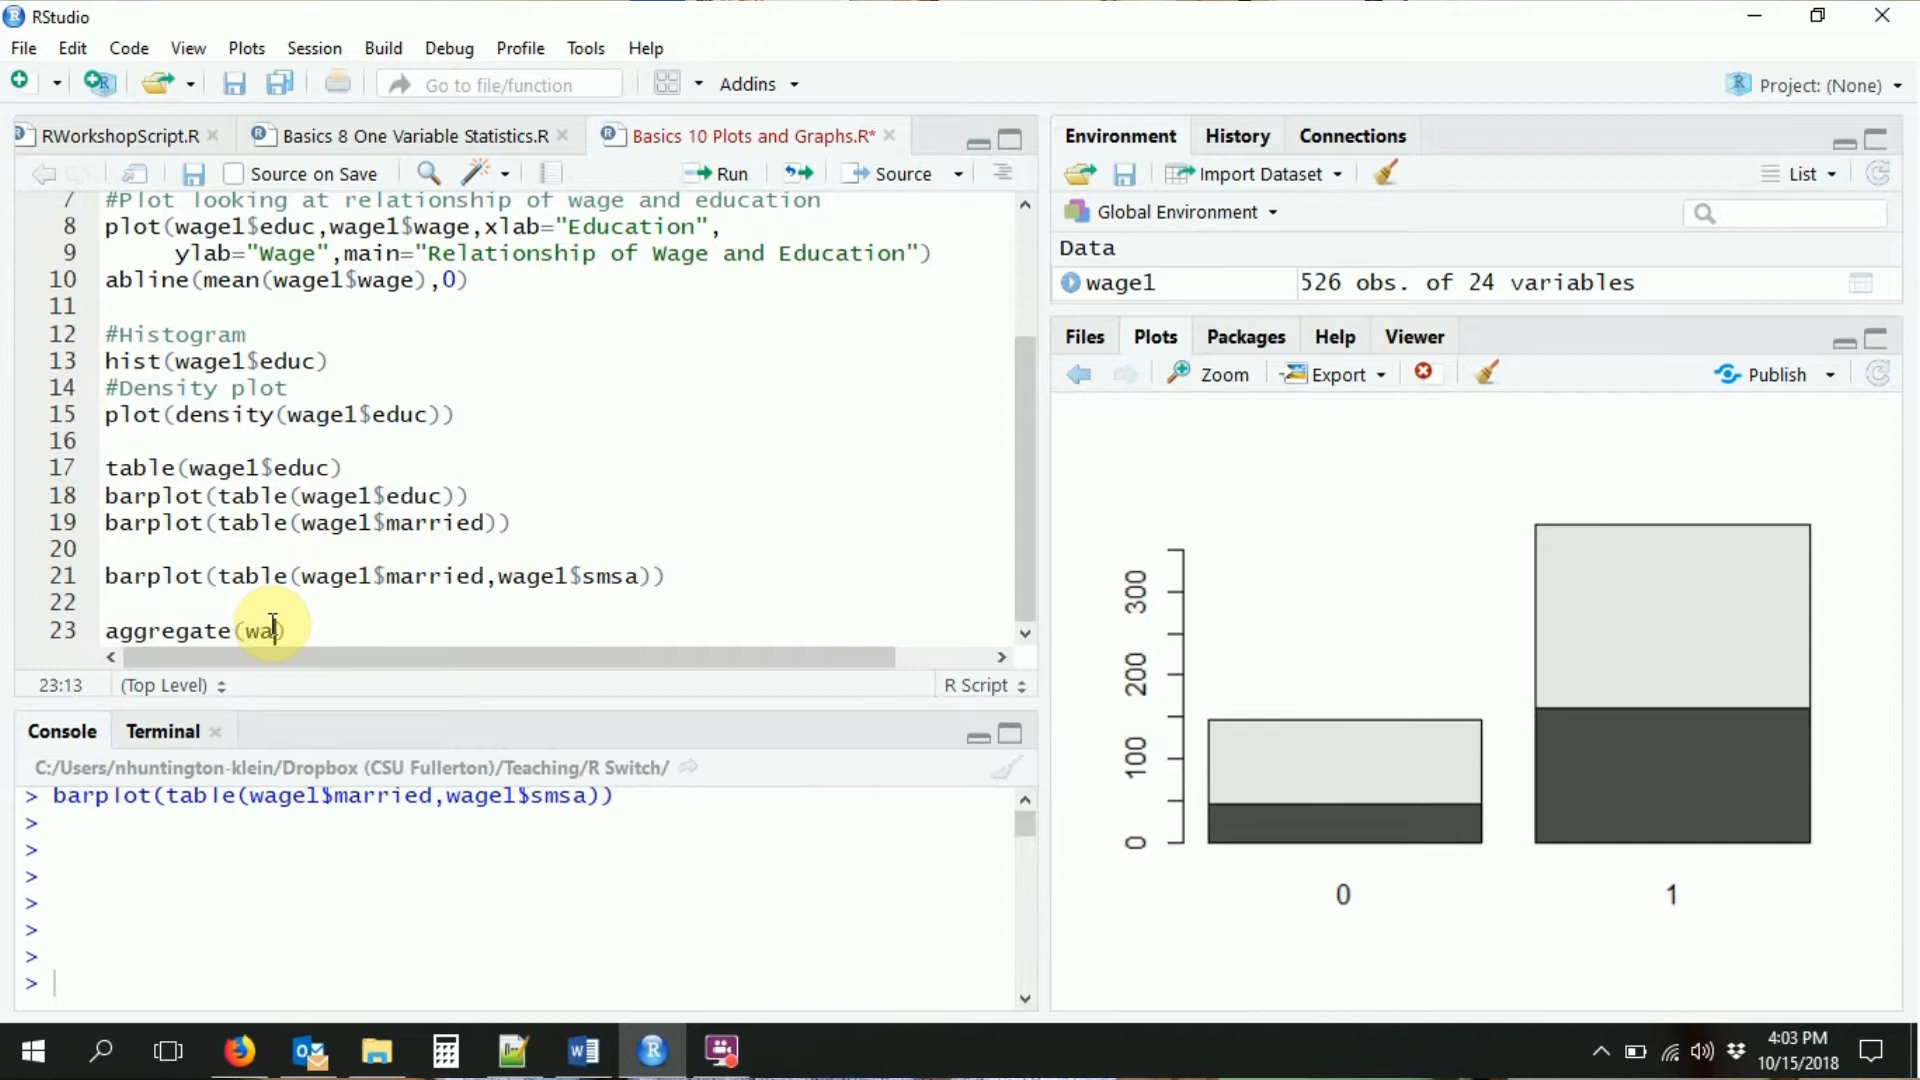 RStudio
File Edit Code View Plots Session Build Debug Profile Tools Help
Go to file/function Addins Project: (None)
RWorkshopScript.R Basics 8 One Variable Statistics.R Basics 10 Plots and Graphs.R*
Source on Save Run Source
7 #Plot looking at relationship of wage and education
8 plot(wage1$educ,wage1$wage,xlab="Education",
9 ylab="Wage",main="Relationship of Wage and Education")
10 abline(mean(wage1$wage),0)
11
12 #Histogram
13 hist(wage1$educ)
14 #Density plot
15 plot(density(wage1$educ))
16
17 table(wage1$educ)
18 barplot(table(wage1$educ))
19 barplot(table(wage1$married))
20
21 barplot(table(wage1$married,wage1$smsa))
22
23 aggregate(wa)
23:13 (Top Level) R Script
Console Terminal
C:/Users/nhuntington-klein/Dropbox (CSU Fullerton)/Teaching/R Switch/
> barplot(table(wage1$married,wage1$smsa))
>
>
>
>
>
>
>
Environment History Connections
Import Dataset List
Global Environment
Data
wage1 526 obs. of 24 variables
Files Plots Packages Help Viewer
Zoom Export Publish
300
200
100
0
0 1
4:03 PM
10/15/2018